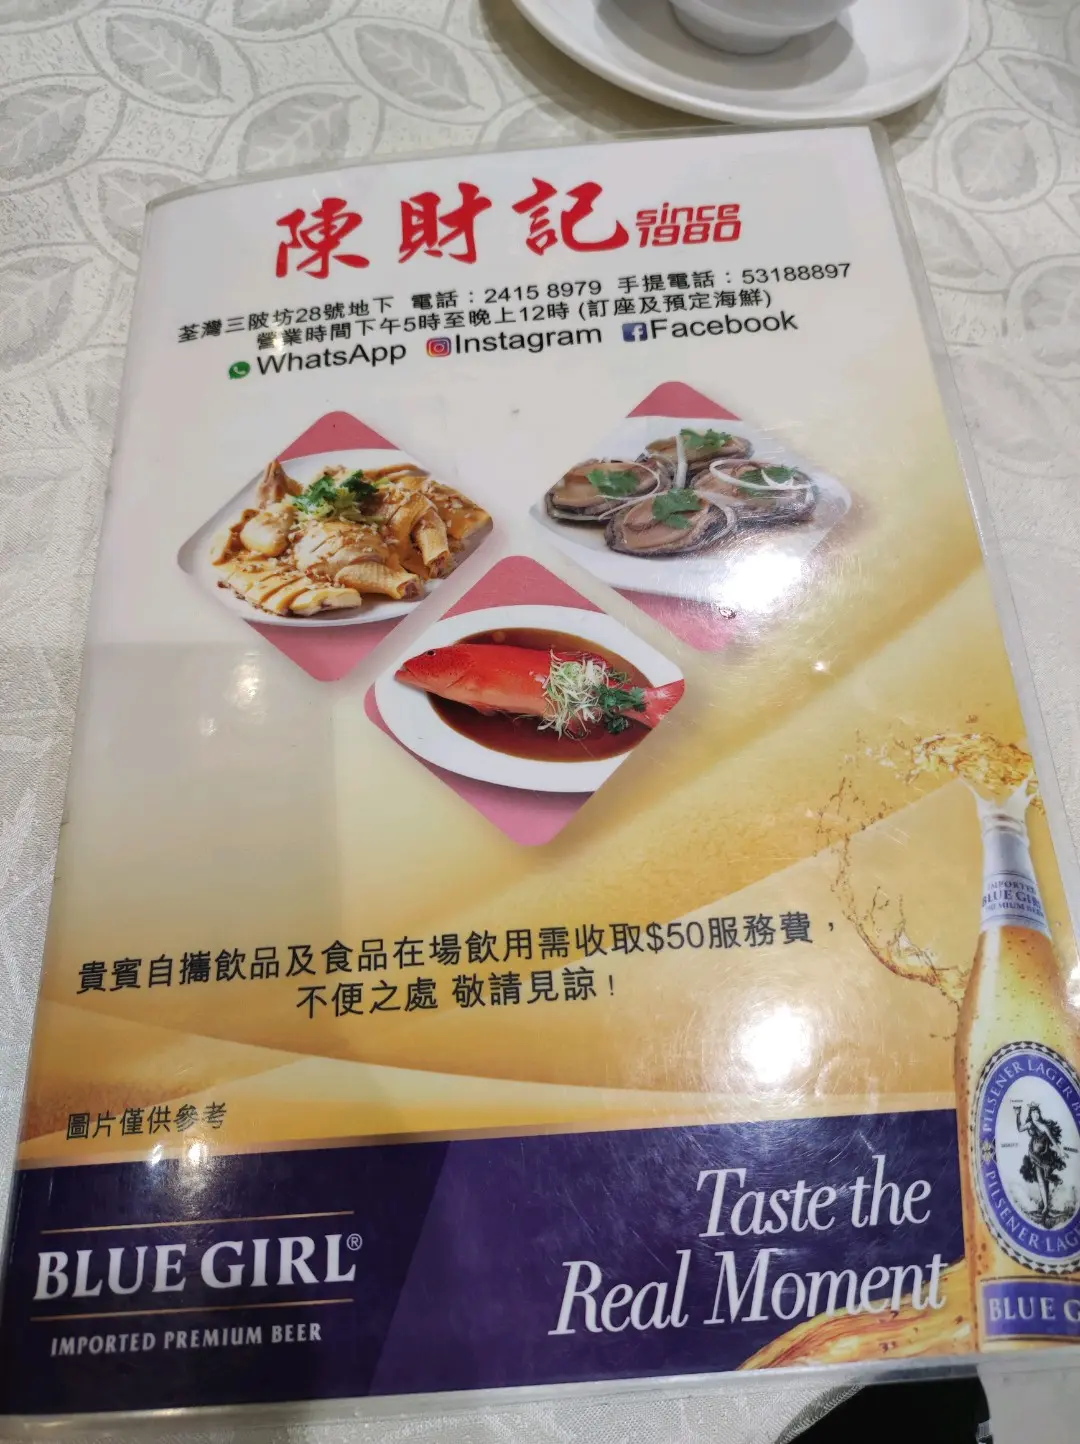 陳財記 since 1980
荃灣三陂坊28號地下 電話：2415 8979 手提電話：53188897
營業時間下午5時至晚上12時 (訂座及預定海鮮)
WhatsApp Instagram Facebook
貴賓自攜飲品及食品在場飲用需收取$50服務費，
不便之處 敬請見諒！
圖片僅供參考
BLUE GIRL®
IMPORTED PREMIUM BEER
Taste the
Real Moment
IMPORTED
BLUE GIRL
PILSENER LAGER
PILSENER LAG
BLUE G